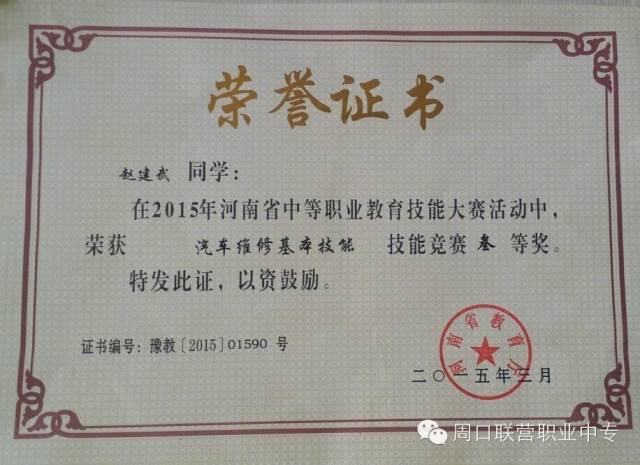 荣誉证书
赵建武 同学:
在2015年河南省中等职业教育技能大赛活动中,
荣获 汽车维修基本技能 技能竞赛 叁 等奖。
特发此证,以资鼓励。
河南省教育厅
证书编号: 豫教〔2015〕01590 号
二〇一五年三月
周口联营职业中专